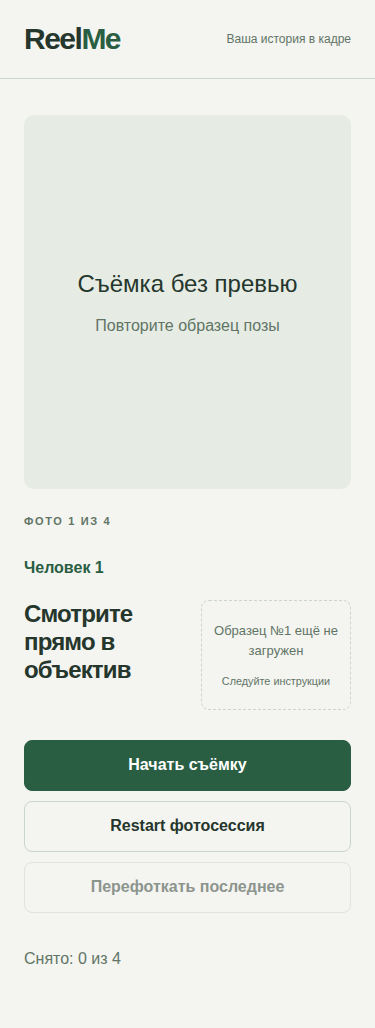 ReelMe
Ваша история в кадре
Съёмка без превью
Повторите образец позы
ФОТО 1 ИЗ 4
Человек 1
Смотрите
прямо в
объектив
Образец №1 ещё не
загружен
Следуйте инструкции
Начать съёмку
Restart фотосессия
Перефоткать последнее
Снято: 0 из 4